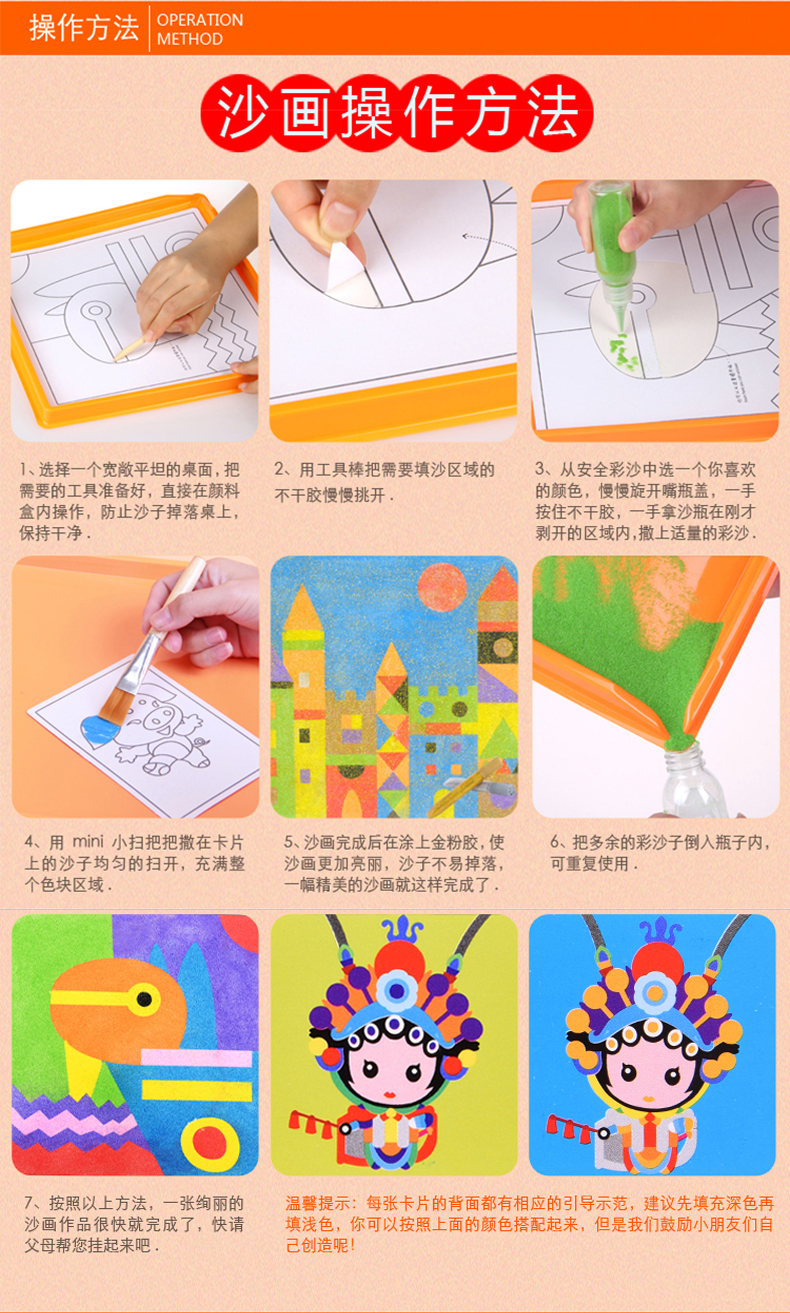 操作方法
OPERATION
METHOD
沙画操作方法
1、选择一个宽敞平坦的桌面,把
需要的工具准备好，直接在颜料
盒内操作，防止沙子掉落桌上，
保持干净.
2、用工具棒把需要填沙区域的
不干胶慢慢挑开.
3、从安全彩沙中选一个你喜欢
的颜色，慢慢旋开嘴瓶盖，一手
按住不干胶，一手拿沙瓶在刚才
剥开的区域内,撒上适量的彩沙.
4、用 mini 小扫把把撒在卡片
上的沙子均匀的扫开，充满整
个色块区域.
5、沙画完成后在涂上金粉胶,使
沙画更加亮丽，沙子不易掉落，
一幅精美的沙画就这样完成了.
6、把多余的彩沙子倒入瓶子内，
可重复使用.
7、按照以上方法，一张绚丽的
沙画作品很快就完成了，快请
父母帮您挂起来吧.
温馨提示：每张卡片的背面都有相应的引导示范，建议先填充深色再
填浅色，你可以按照上面的颜色搭配起来，但是我们鼓励小朋友们自
己创造呢！